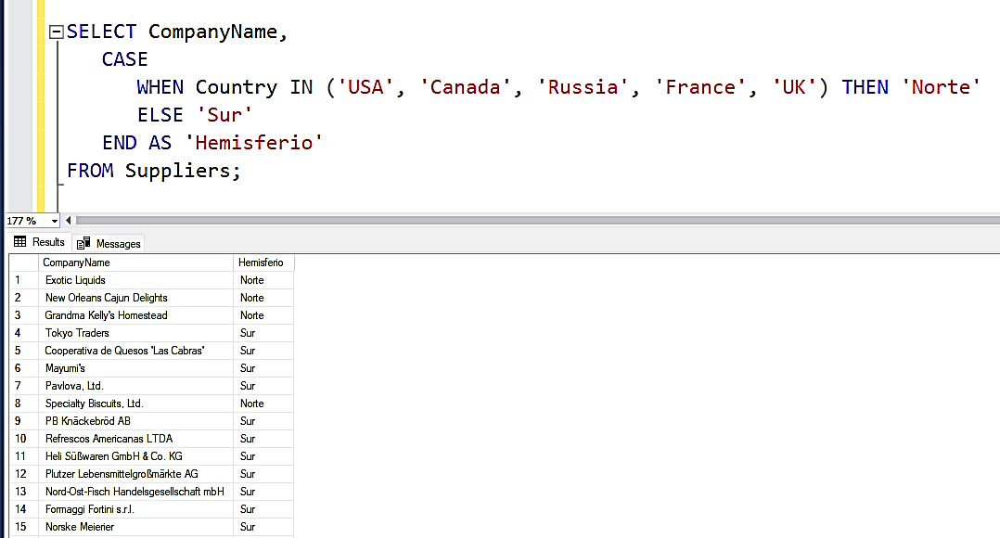 SELECT CompanyName,
CASE
WHEN Country IN ('USA', 'Canada', 'Russia', 'France', 'UK') THEN 'Norte'
ELSE 'Sur'
END AS 'Hemisferio'
FROM Suppliers;
177 %
Results Messages
CompanyName Hemisferio
1 Exotic Liquids Norte
2 New Orleans Cajun Delights Norte
3 Grandma Kelly's Homestead Norte
4 Tokyo Traders Sur
5 Cooperativa de Quesos 'Las Cabras' Sur
6 Mayumi's Sur
7 Pavlova, Ltd. Sur
8 Specialty Biscuits, Ltd. Norte
9 PB Knäckebröd AB Sur
10 Refrescos Americanas LTDA Sur
11 Heli Süßwaren GmbH & Co. KG Sur
12 Plutzer Lebensmittelgroßmärkte AG Sur
13 Nord-Ost-Fisch Handelsgesellschaft mbH Sur
14 Formaggi Fortini s.r.l. Sur
15 Norske Meierier Sur